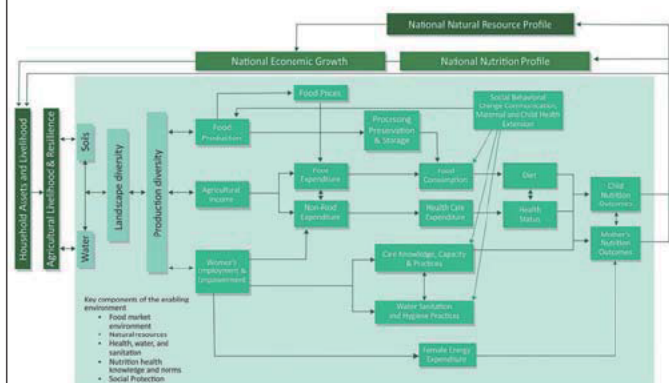 National Natural Resource Profile
National Economic Growth
National Nutrition Profile
Household Assets and Livelihood
Agricultural Livelihood & Resilience
Soils
Water
Landscape diversity
Production diversity
Food Prices
Food
Production
Processing
Preservation
& Storage
Social Behavioral
Change Communication,
Maternal and Child Health
Extension
Agricultural
Income
Food
Expenditure
Non-Food
Expenditure
Food
Consumption
Health Care
Expenditure
Diet
Health
Status
Child
Nutrition
Outcomes
Mother's
Nutrition
Outcomes
Women's
Employment &
Empowerment
Care Knowledge, Capacity
& Practices
Water Sanitation
and Hygiene Practices
Female Energy
Expenditure
Key components of the enabling
environment
• Food market
environment
• Natural resources
• Health, water, and
sanitation
• Nutrition health
knowledge and norms
• Social Protection